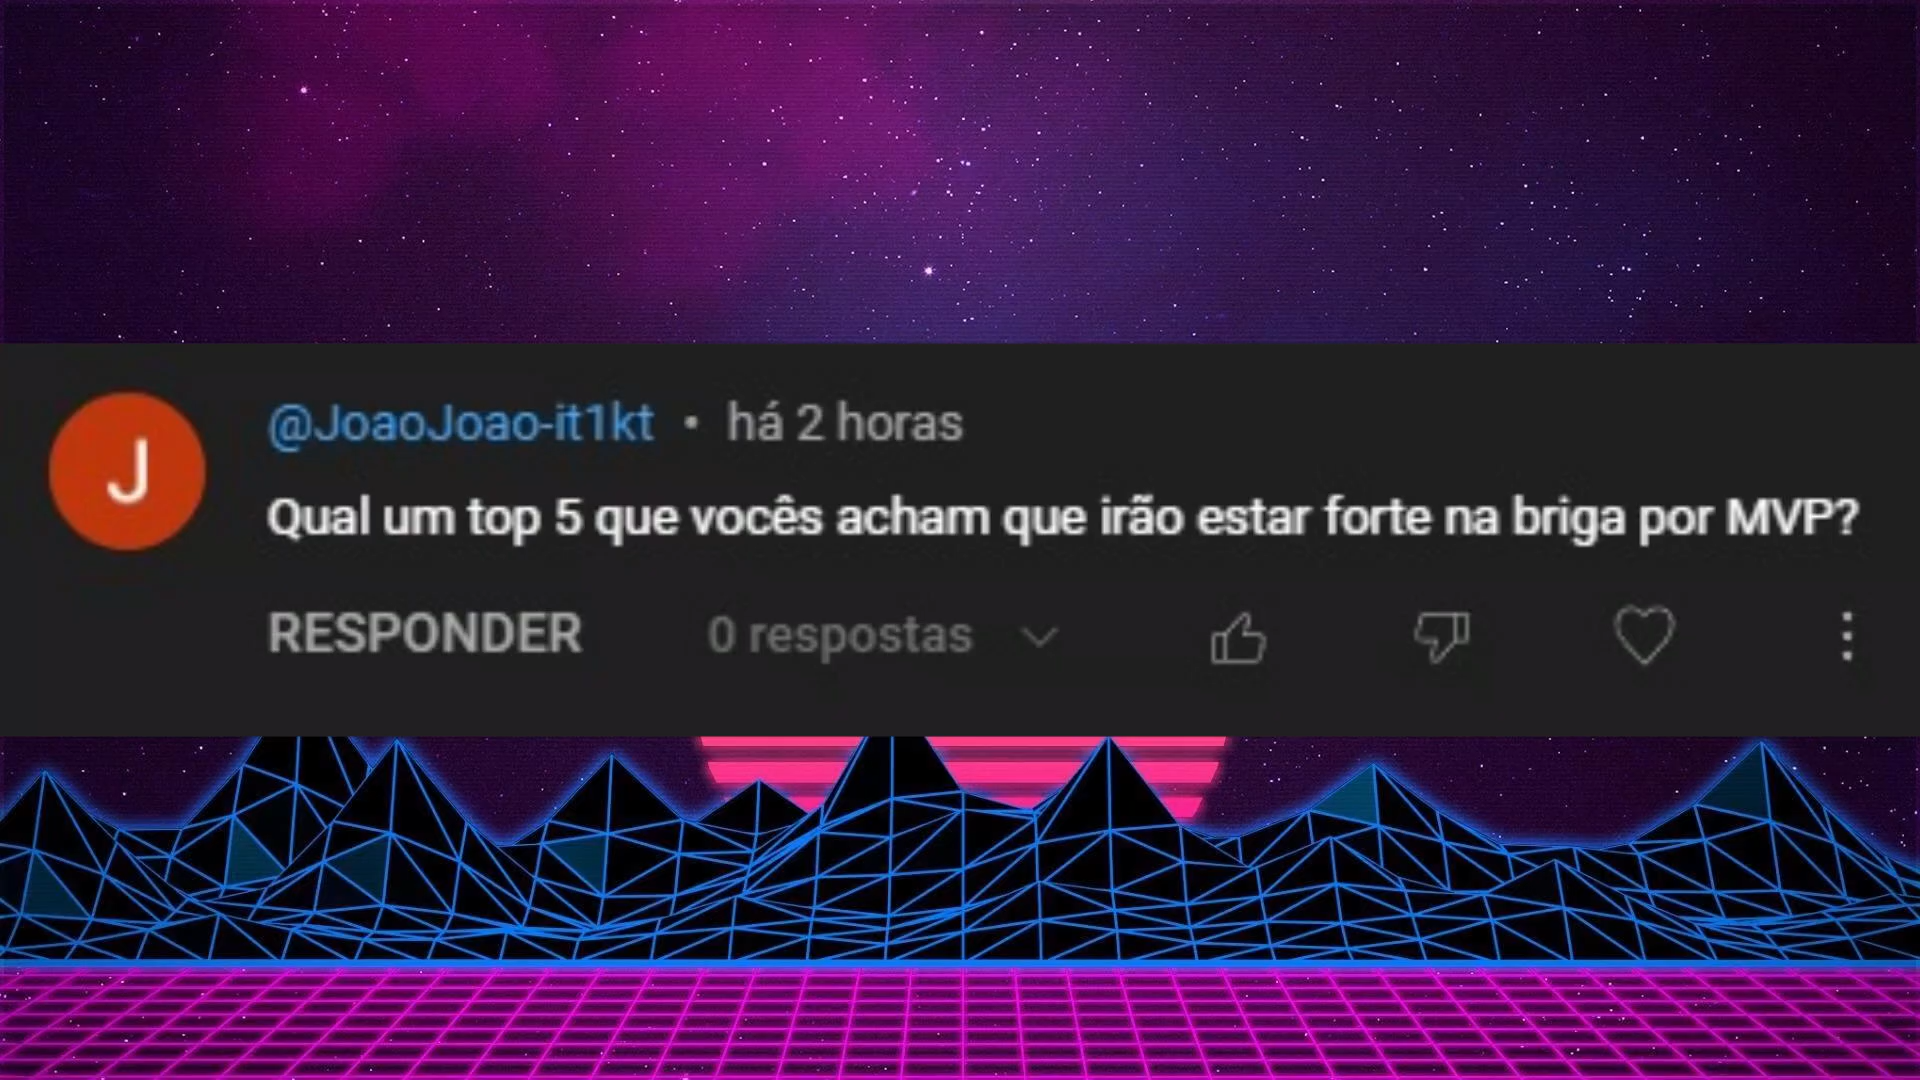 J
@JoaoJoao-it1kt • há 2 horas
Qual um top 5 que vocês acham que irão estar forte na briga por MVP?
RESPONDER 0 respostas